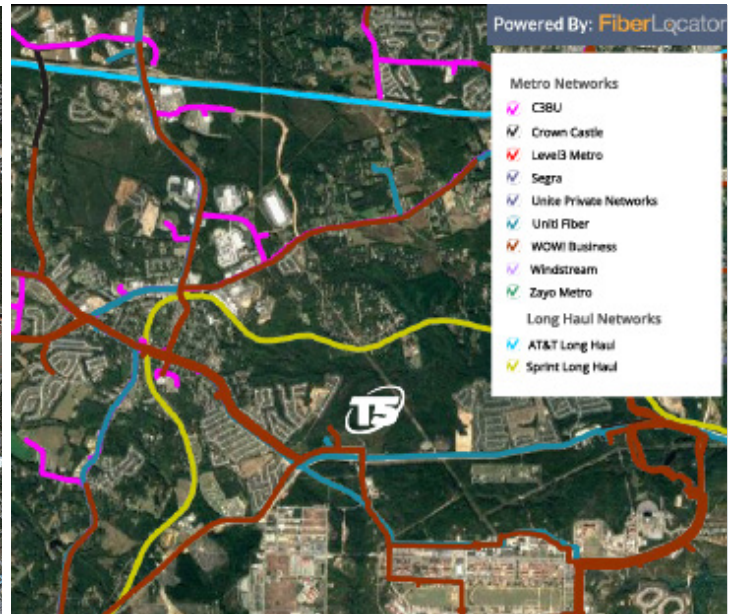 Powered By: FiberLocator
Metro Networks
C3BU
Crown Castle
Level3 Metro
Segra
Unite Private Networks
Uniti Fiber
WOW! Business
Windstream
Zayo Metro
Long Haul Networks
AT&T Long Haul
Sprint Long Haul
TS